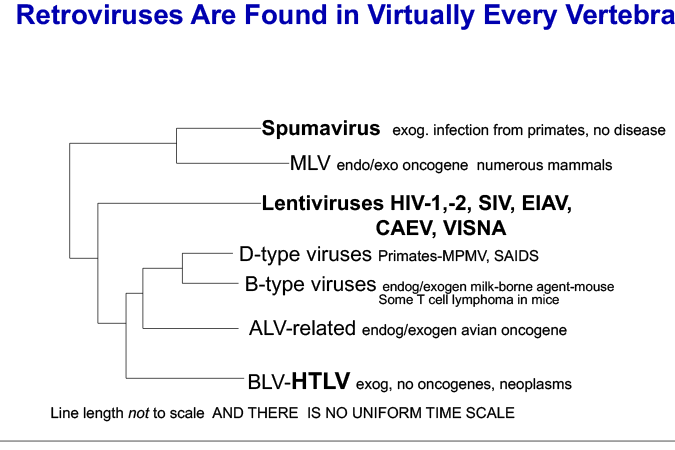 Retroviruses Are Found in Virtually Every Vertebra
Spumavirus exog. infection from primates, no disease
MLV endo/exo oncogene numerous mammals
Lentiviruses HIV-1,-2, SIV, EIAV,
CAEV, VISNA
D-type viruses Primates-MPMV, SAIDS
B-type viruses endog/exogen milk-borne agent-mouse
Some T cell lymphoma in mice
ALV-related endog/exogen avian oncogene
BLV-HTLV exog, no oncogenes, neoplasms
Line length not to scale AND THERE IS NO UNIFORM TIME SCALE